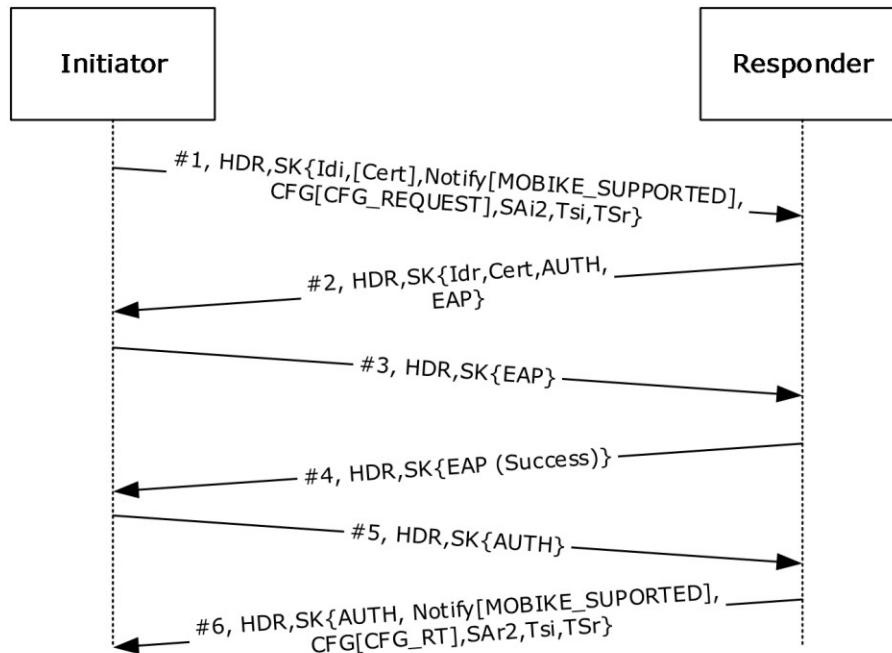 Initiator
Responder
#1, HDR,SK{Idi,[Cert],Notify[MOBIKE_SUPPORTED],
CFG[CFG_REQUEST],SAi2,Tsi,TSr}
#2, HDR,SK{Idr,Cert,AUTH,
EAP}
#3, HDR,SK{EAP}
#4, HDR,SK{EAP (Success)}
#5, HDR,SK{AUTH}
#6, HDR,SK{AUTH, Notify[MOBIKE_SUPORTED],
CFG[CFG_RT],SAr2,Tsi,TSr}